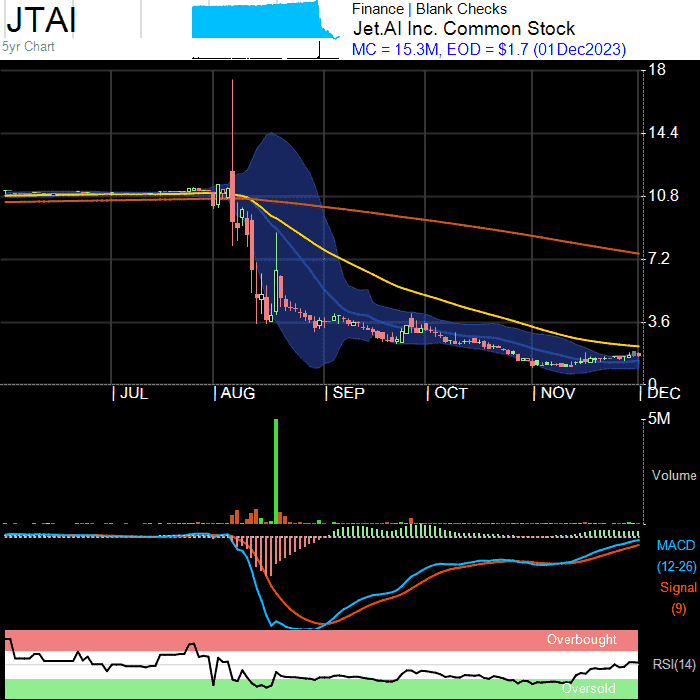 JTAI
5yr Chart
Finance | Blank Checks
Jet.AI Inc. Common Stock
MC = 15.3M, EOD = $1.7 (01Dec2023)
18
14.4
10.8
7.2
3.6
0
| JUL | AUG | SEP | OCT | NOV | DEC
5M
Volume
MACD
(12-26)
Signal
(9)
Overbought
RSI(14)
Oversold